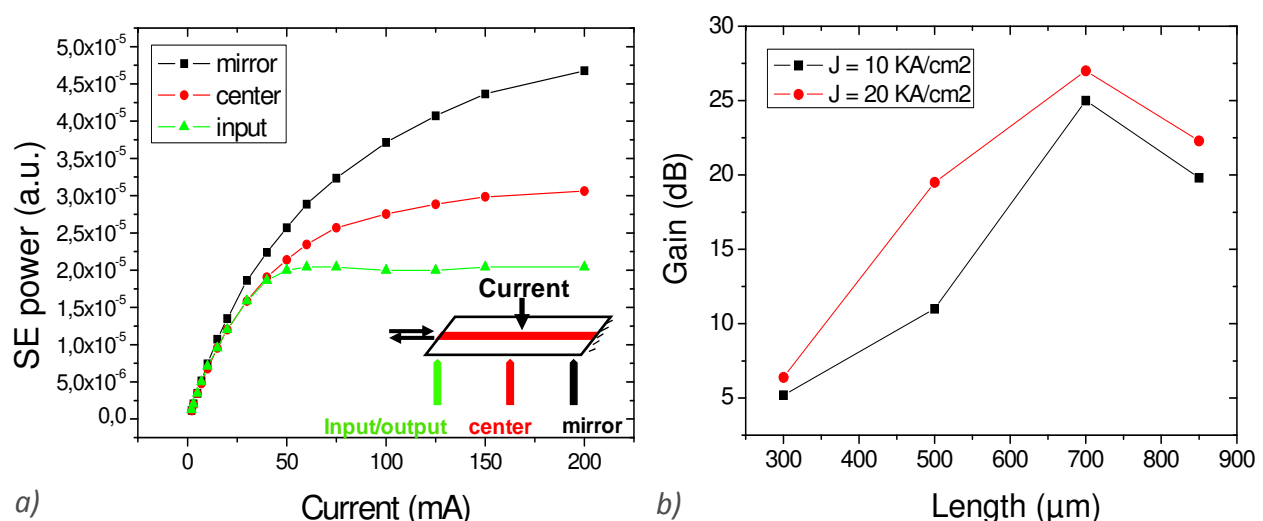 5,0x10⁻⁵
4,5x10⁻⁵
4,0x10⁻⁵
3,5x10⁻⁵
3,0x10⁻⁵
2,5x10⁻⁵
2,0x10⁻⁵
1,5x10⁻⁵
1,0x10⁻⁵
5,0x10⁻⁶
0,0
SE power (a.u.)
mirror
center
input
Current
Input/output center mirror
0 50 100 150 200
Current (mA)
a)
30
25
20
15
10
5
Gain (dB)
J = 10 KA/cm2
J = 20 KA/cm2
300 400 500 600 700 800 900
Length (µm)
b)